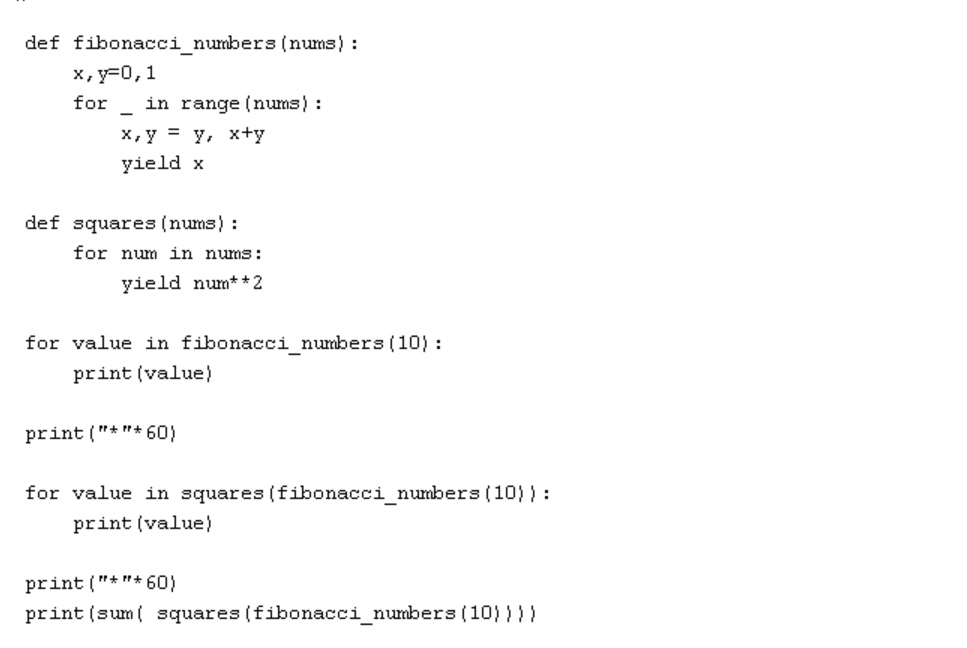 def fibonacci_numbers(nums):
    x,y=0,1
    for _ in range(nums):
        x,y = y, x+y
        yield x
def squares(nums):
    for num in nums:
        yield num**2
for value in fibonacci_numbers(10):
    print(value)
print("*"*60)
for value in squares(fibonacci_numbers(10)):
    print(value)
print("*"*60)
print(sum( squares(fibonacci_numbers(10))))